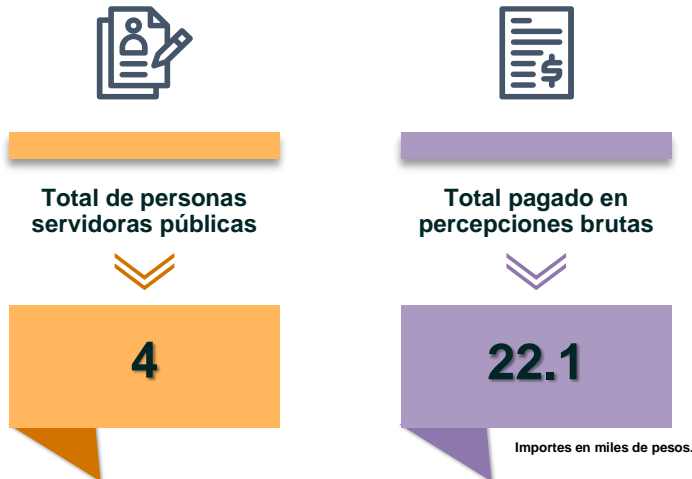 Total de personas
servidoras públicas
4
Total pagado en
percepciones brutas
22.1
Importes en miles de pesos.